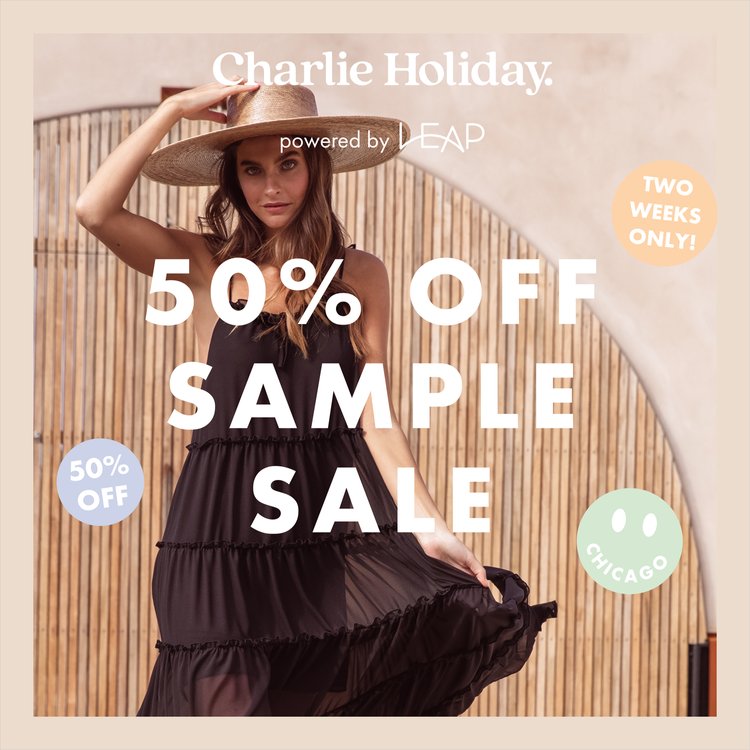 Charlie Holiday.
powered by LEAP
TWO
WEEKS
ONLY!
50% OFF
SAMPLE
SALE
50%
OFF
CHICAGO